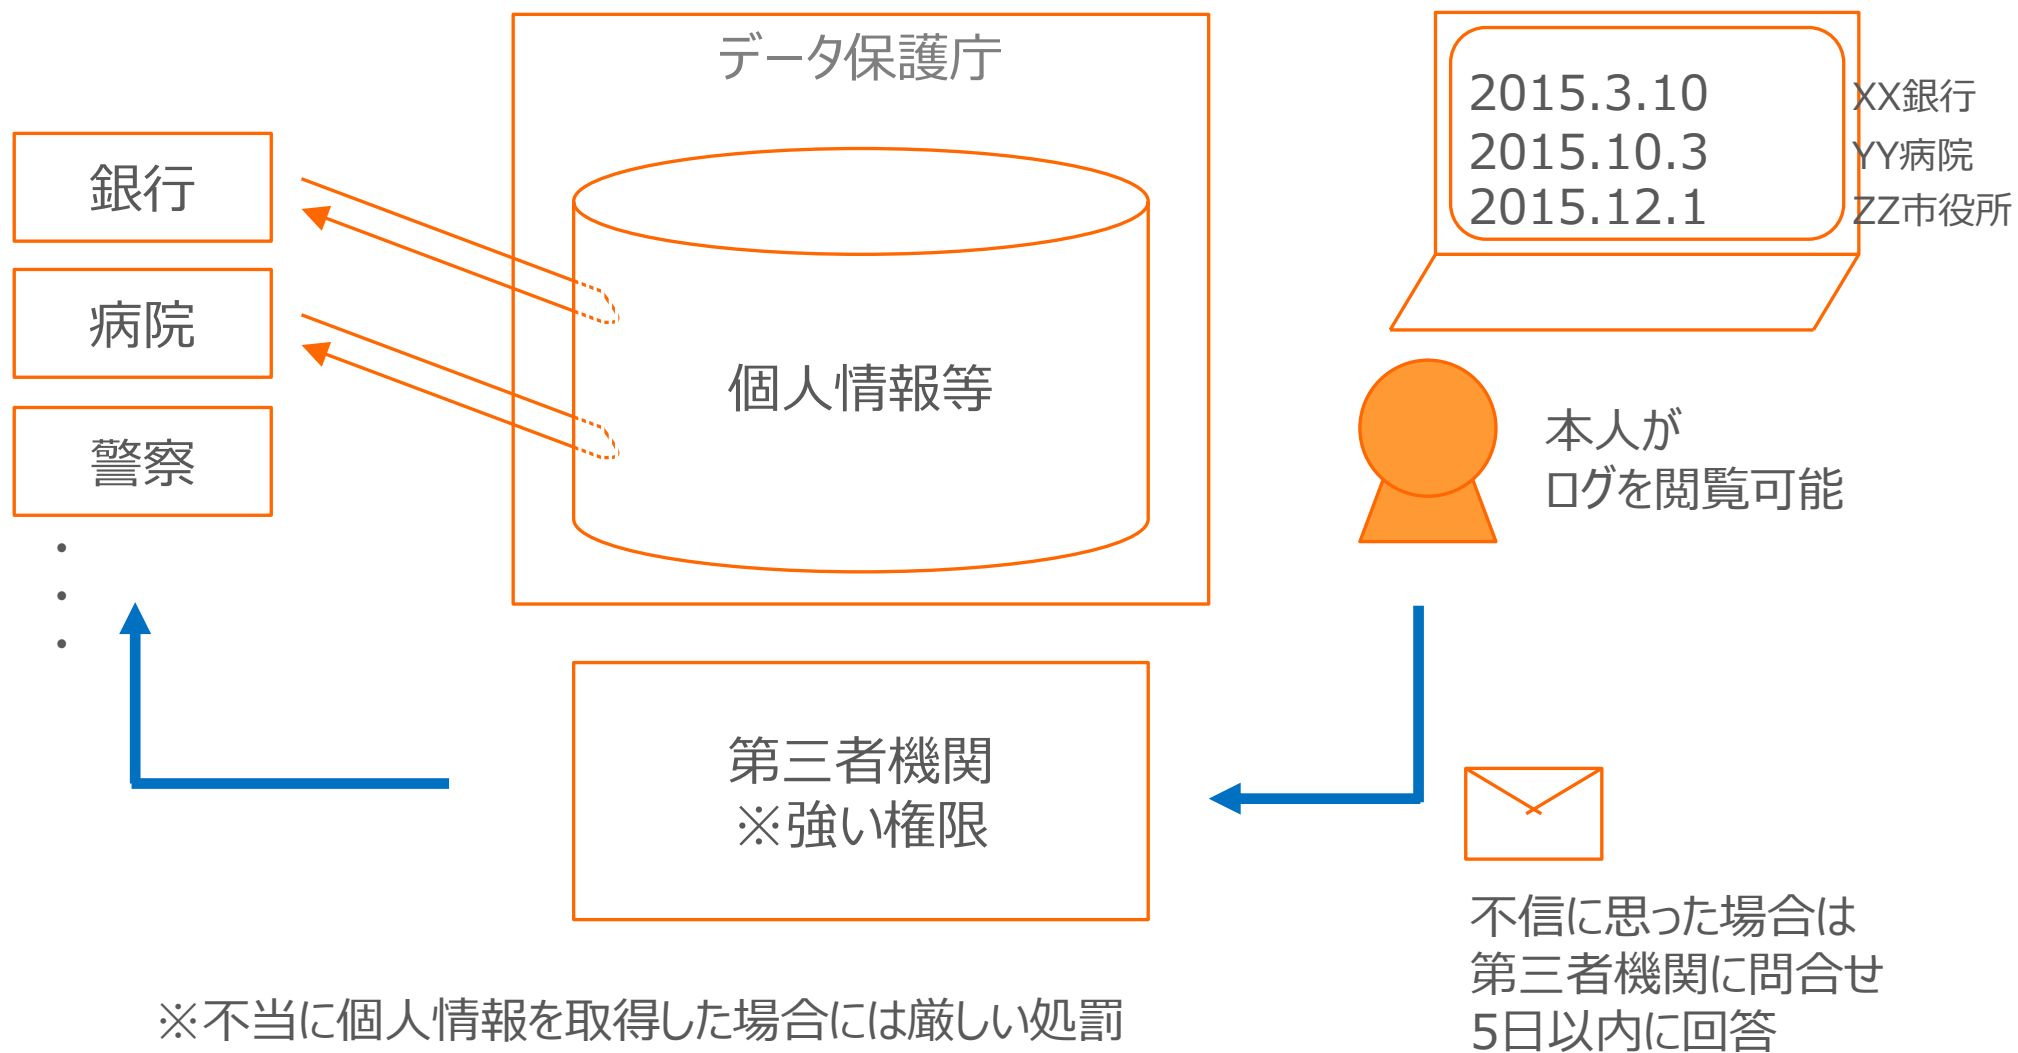 データ保護庁
銀行
病院
警察
・
・
・
個人情報等
2015.3.10 XX銀行
2015.10.3 YY病院
2015.12.1 ZZ市役所
本人が
ログを閲覧可能
第三者機関
※強い権限
不信に思った場合は
第三者機関に問合せ
5日以内に回答
※不当に個人情報を取得した場合には厳しい処罰